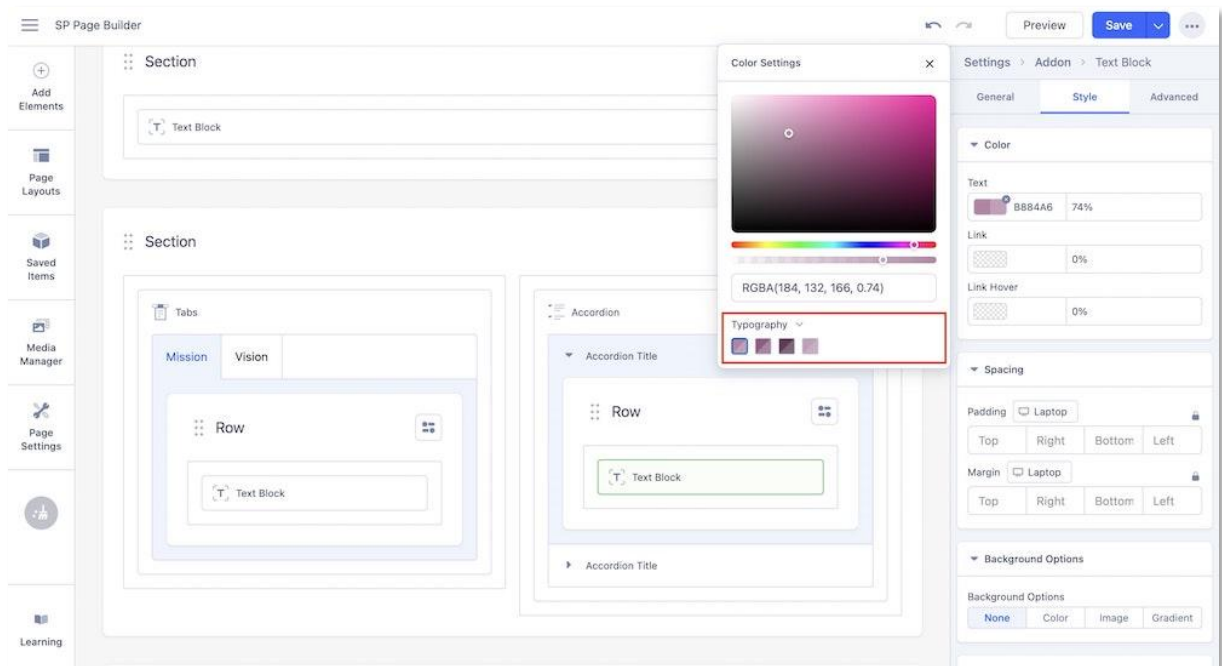 SP Page Builder
Preview
Save
Add
Elements
Page
Layouts
Saved
Items
Media
Manager
Page
Settings
Learning
Section
Text Block
Section
Tabs
Mission Vision
Row
Text Block
Accordion
Accordion Title
Row
Text Block
Accordion Title
Color Settings
RGBA(184, 132, 166, 0.74)
Typography
Settings > Addon > Text Block
General Style Advanced
Color
Text
B884A6 74%
Link
0%
Link Hover
0%
Spacing
Padding Laptop
Top Right Bottom Left
Margin Laptop
Top Right Bottom Left
Background Options
Background Options
None Color Image Gradient